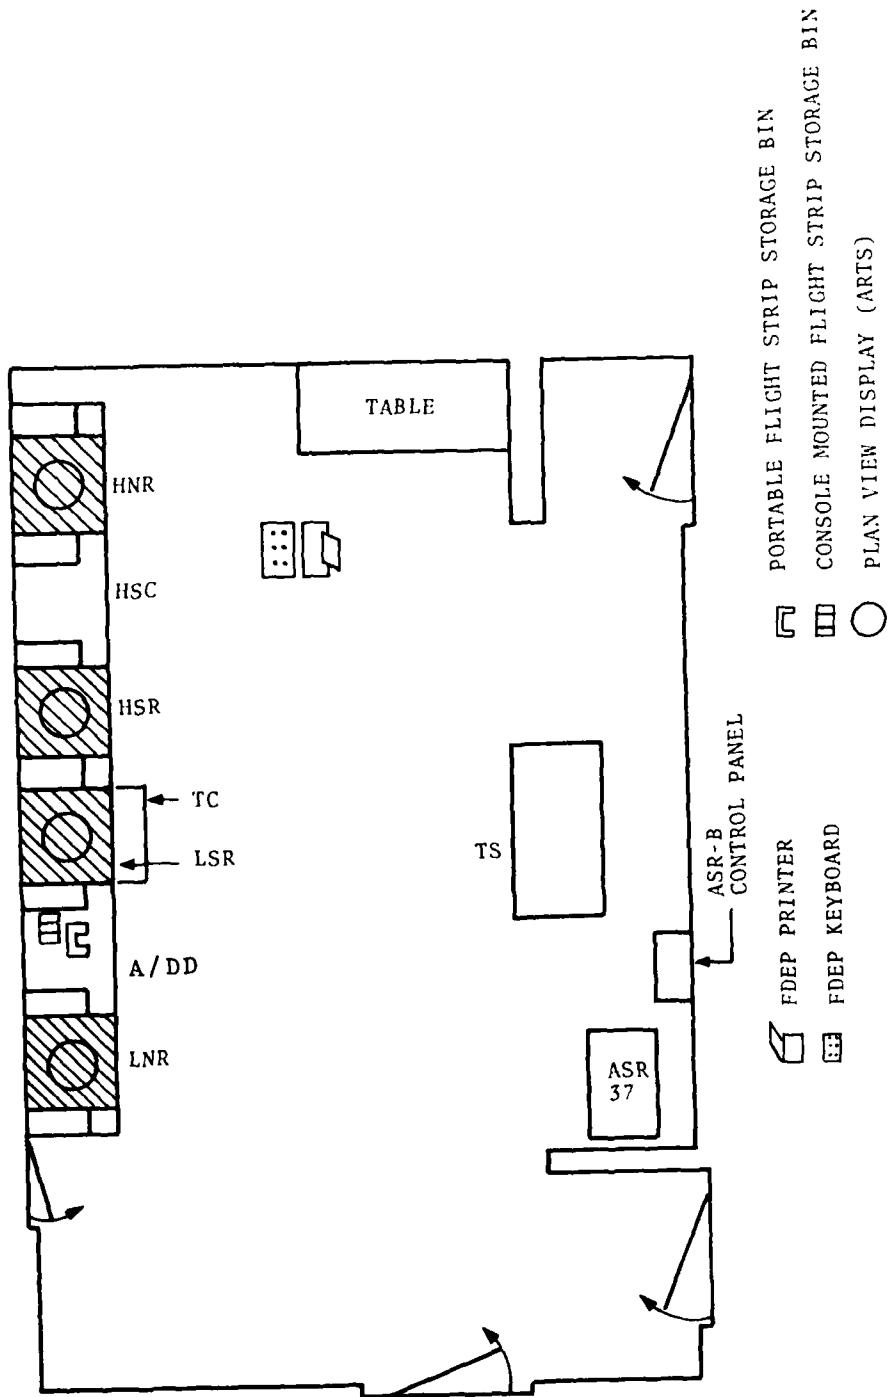 TABLE
HNR
HSC
HSR
TC
LSR
A/DD
LNR
TS
ASR
37
ASR-B
CONTROL PANEL
FDEP PRINTER
FDEP KEYBOARD
PORTABLE FLIGHT STRIP STORAGE BIN
CONSOLE MOUNTED FLIGHT STRIP STORAGE BIN
PLAN VIEW DISPLAY (ARTS)